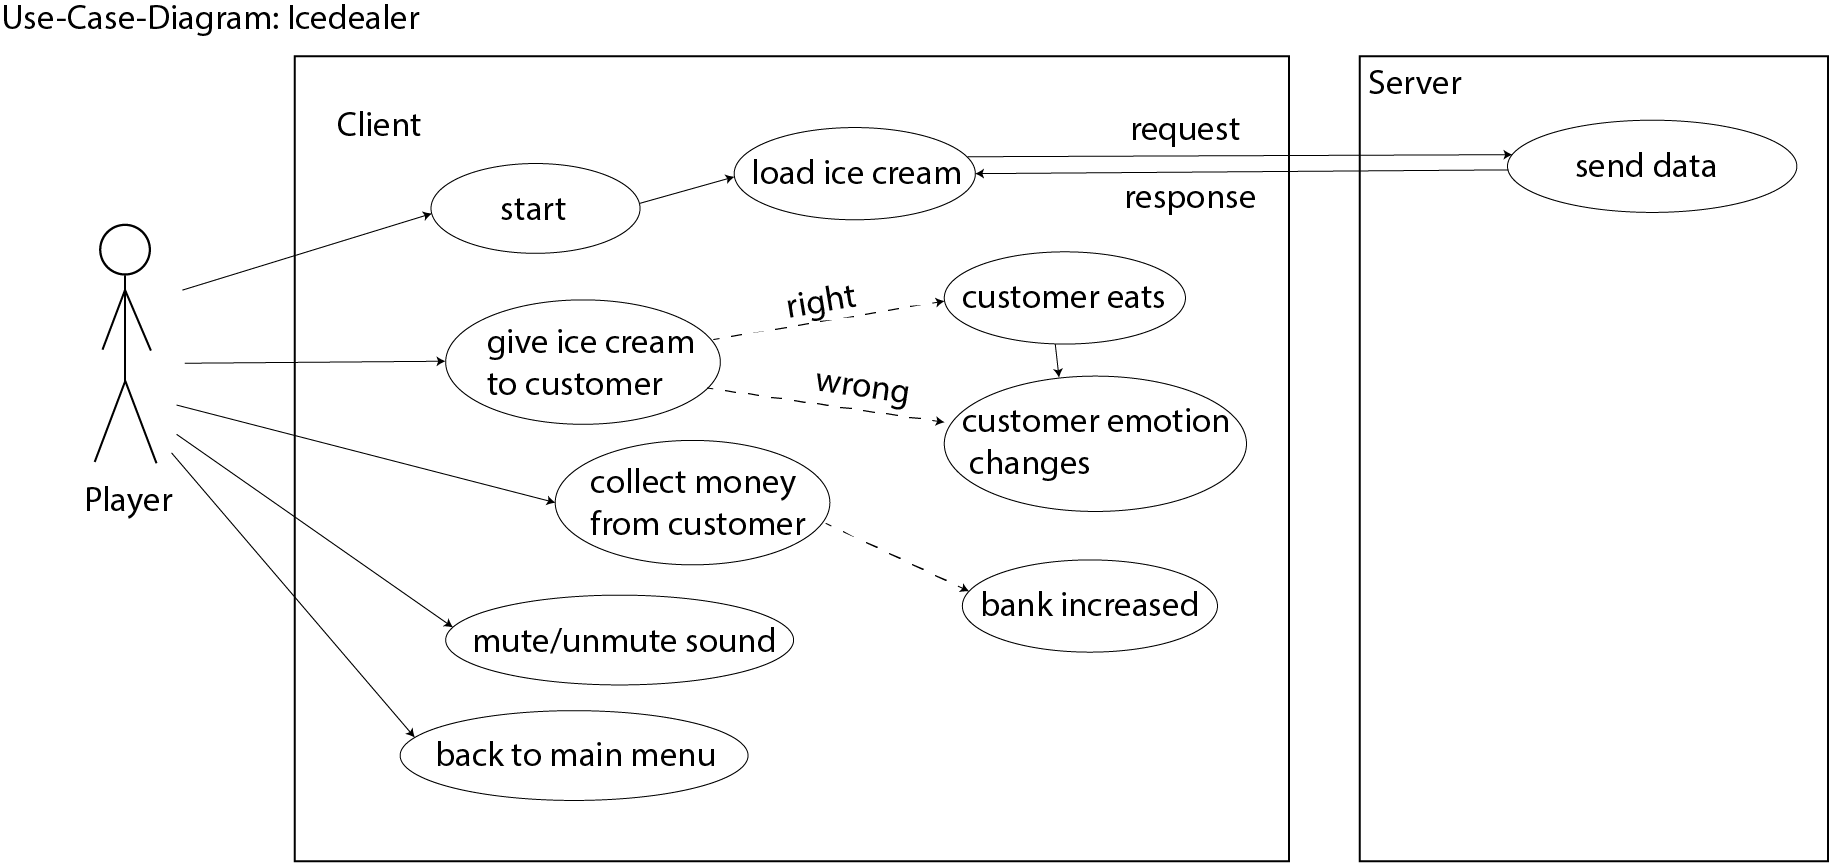 Use-Case-Diagram: Icedealer
Client
Server
request
load ice cream
send data
response
start
right
customer eats
give ice cream
to customer
wrong
customer emotion
changes
Player
collect money
from customer
bank increased
mute/unmute sound
back to main menu